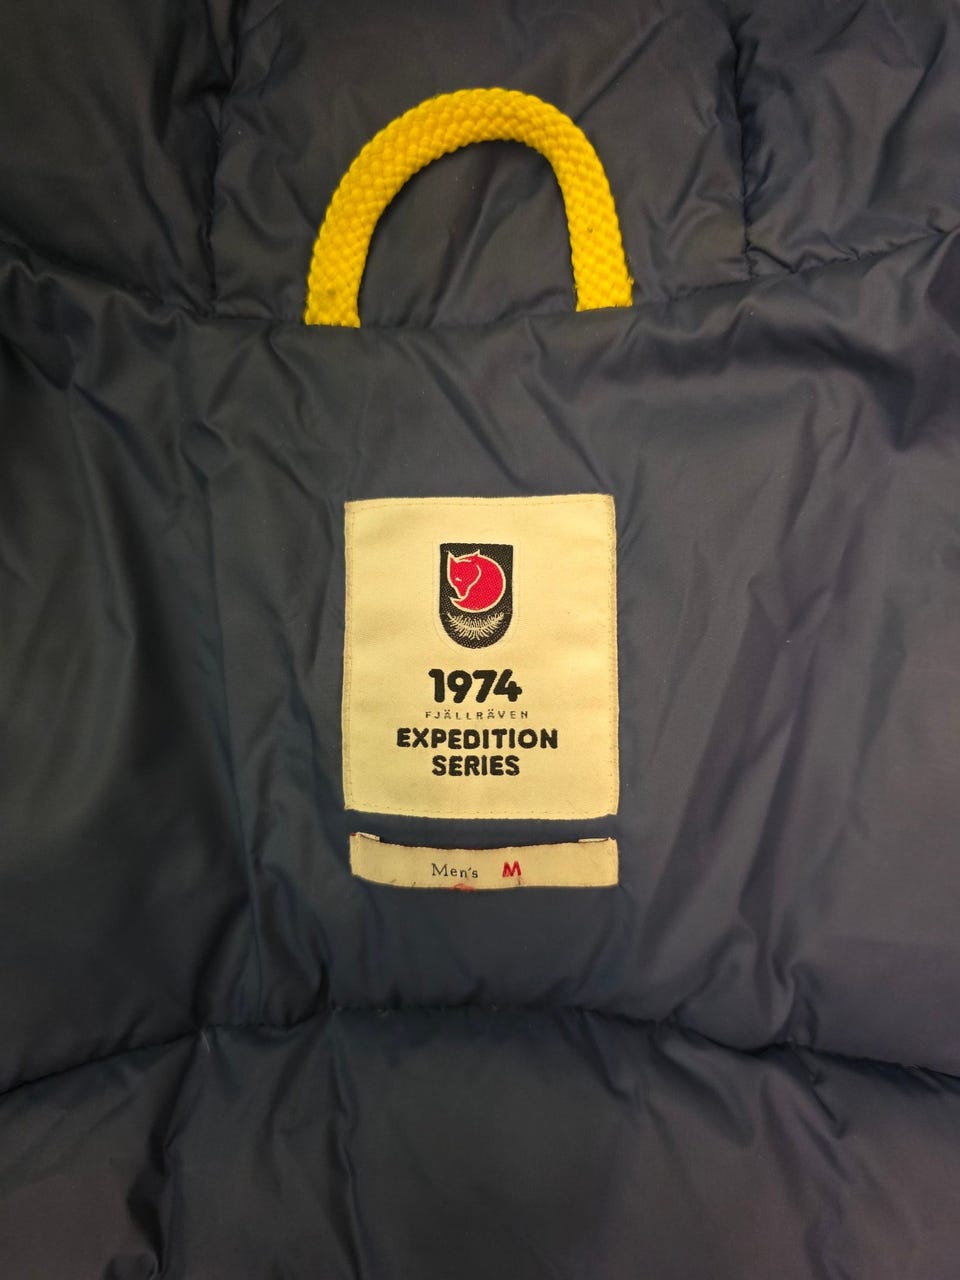 1974
FJÄLLRÄVEN
EXPEDITION
SERIES
Men's M